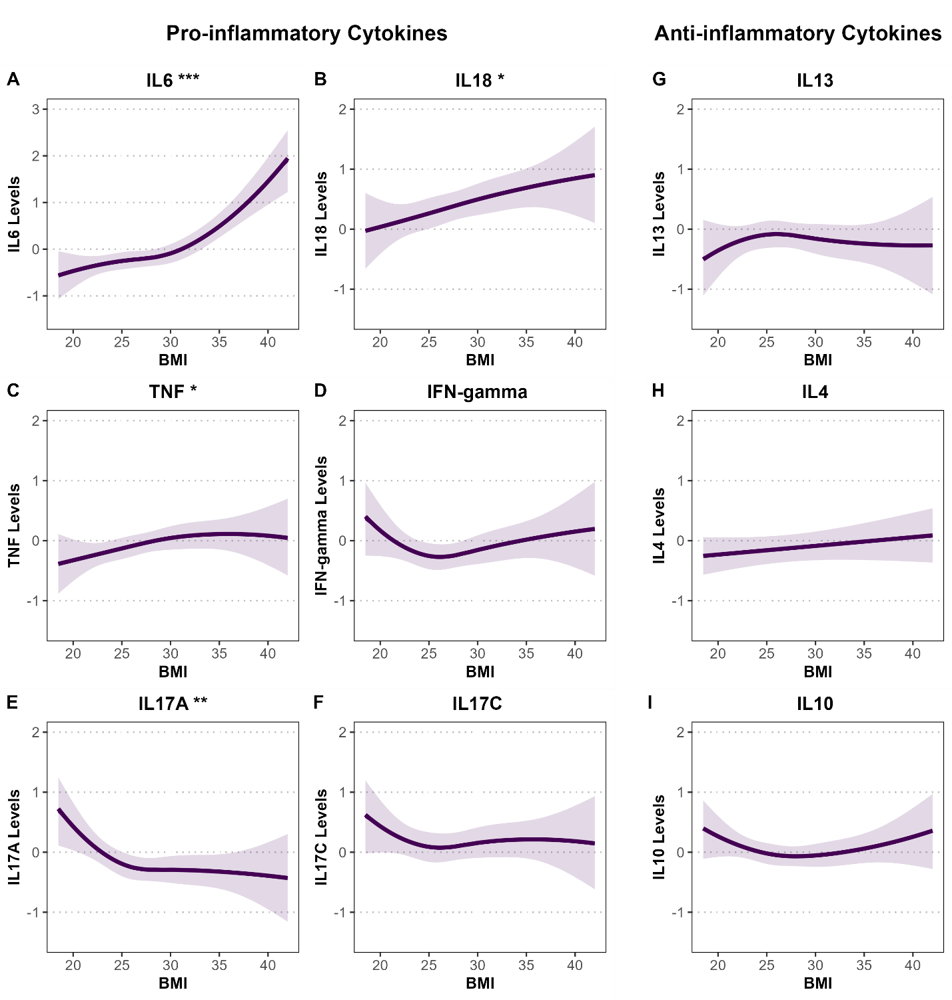 Pro-inflammatory Cytokines
Anti-inflammatory Cytokines
A
IL6 ***
3
2
1
0
-1
IL6 Levels
20 25 30 35 40
BMI
B
IL18 *
2
1
0
-1
IL18 Levels
20 25 30 35 40
BMI
G
IL13
2
1
0
-1
IL13 Levels
20 25 30 35 40
BMI
C
TNF *
2
1
0
-1
TNF Levels
20 25 30 35 40
BMI
D
IFN-gamma
2
1
0
-1
IFN-gamma Levels
20 25 30 35 40
BMI
H
IL4
2
1
0
-1
IL4 Levels
20 25 30 35 40
BMI
E
IL17A **
2
1
0
-1
IL17A Levels
20 25 30 35 40
BMI
F
IL17C
2
1
0
-1
IL17C Levels
20 25 30 35 40
BMI
I
IL10
2
1
0
-1
IL10 Levels
20 25 30 35 40
BMI